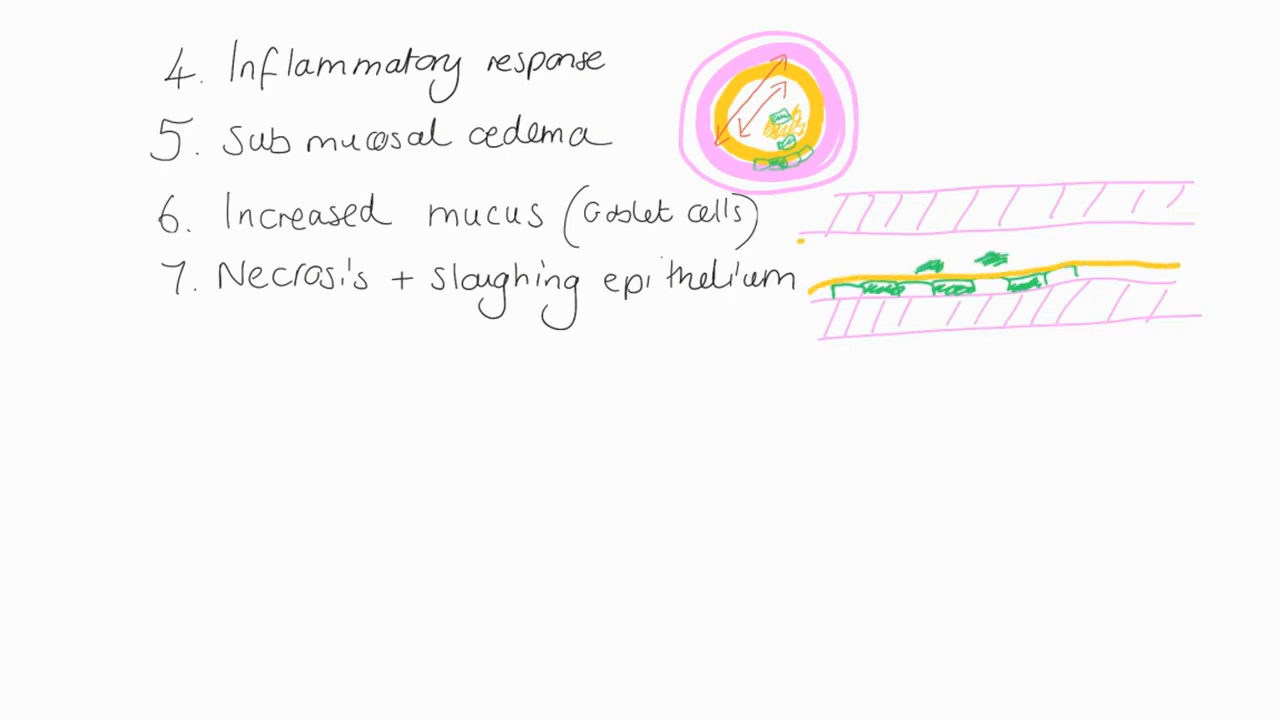 4. Inflammatory response
5. Submucosal oedema
6. Increased mucus (Goblet cells)
7. Necrosis + sloughing epithelium